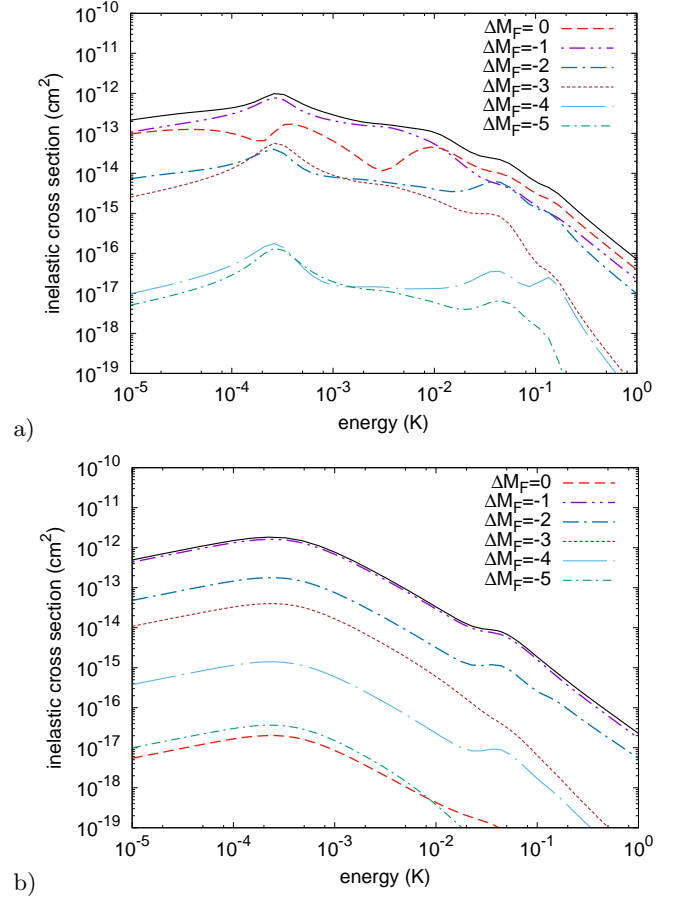 10^-10
10^-11
10^-12
10^-13
10^-14
10^-15
10^-16
10^-17
10^-18
10^-19
inelastic cross section (cm^2)
ΔM_F= 0
ΔM_F=-1
ΔM_F=-2
ΔM_F=-3
ΔM_F=-4
ΔM_F=-5
10^-5 10^-4 10^-3 10^-2 10^-1 10^0
energy (K)
a)
10^-10
10^-11
10^-12
10^-13
10^-14
10^-15
10^-16
10^-17
10^-18
10^-19
inelastic cross section (cm^2)
ΔM_F=0
ΔM_F=-1
ΔM_F=-2
ΔM_F=-3
ΔM_F=-4
ΔM_F=-5
10^-5 10^-4 10^-3 10^-2 10^-1 10^0
energy (K)
b)